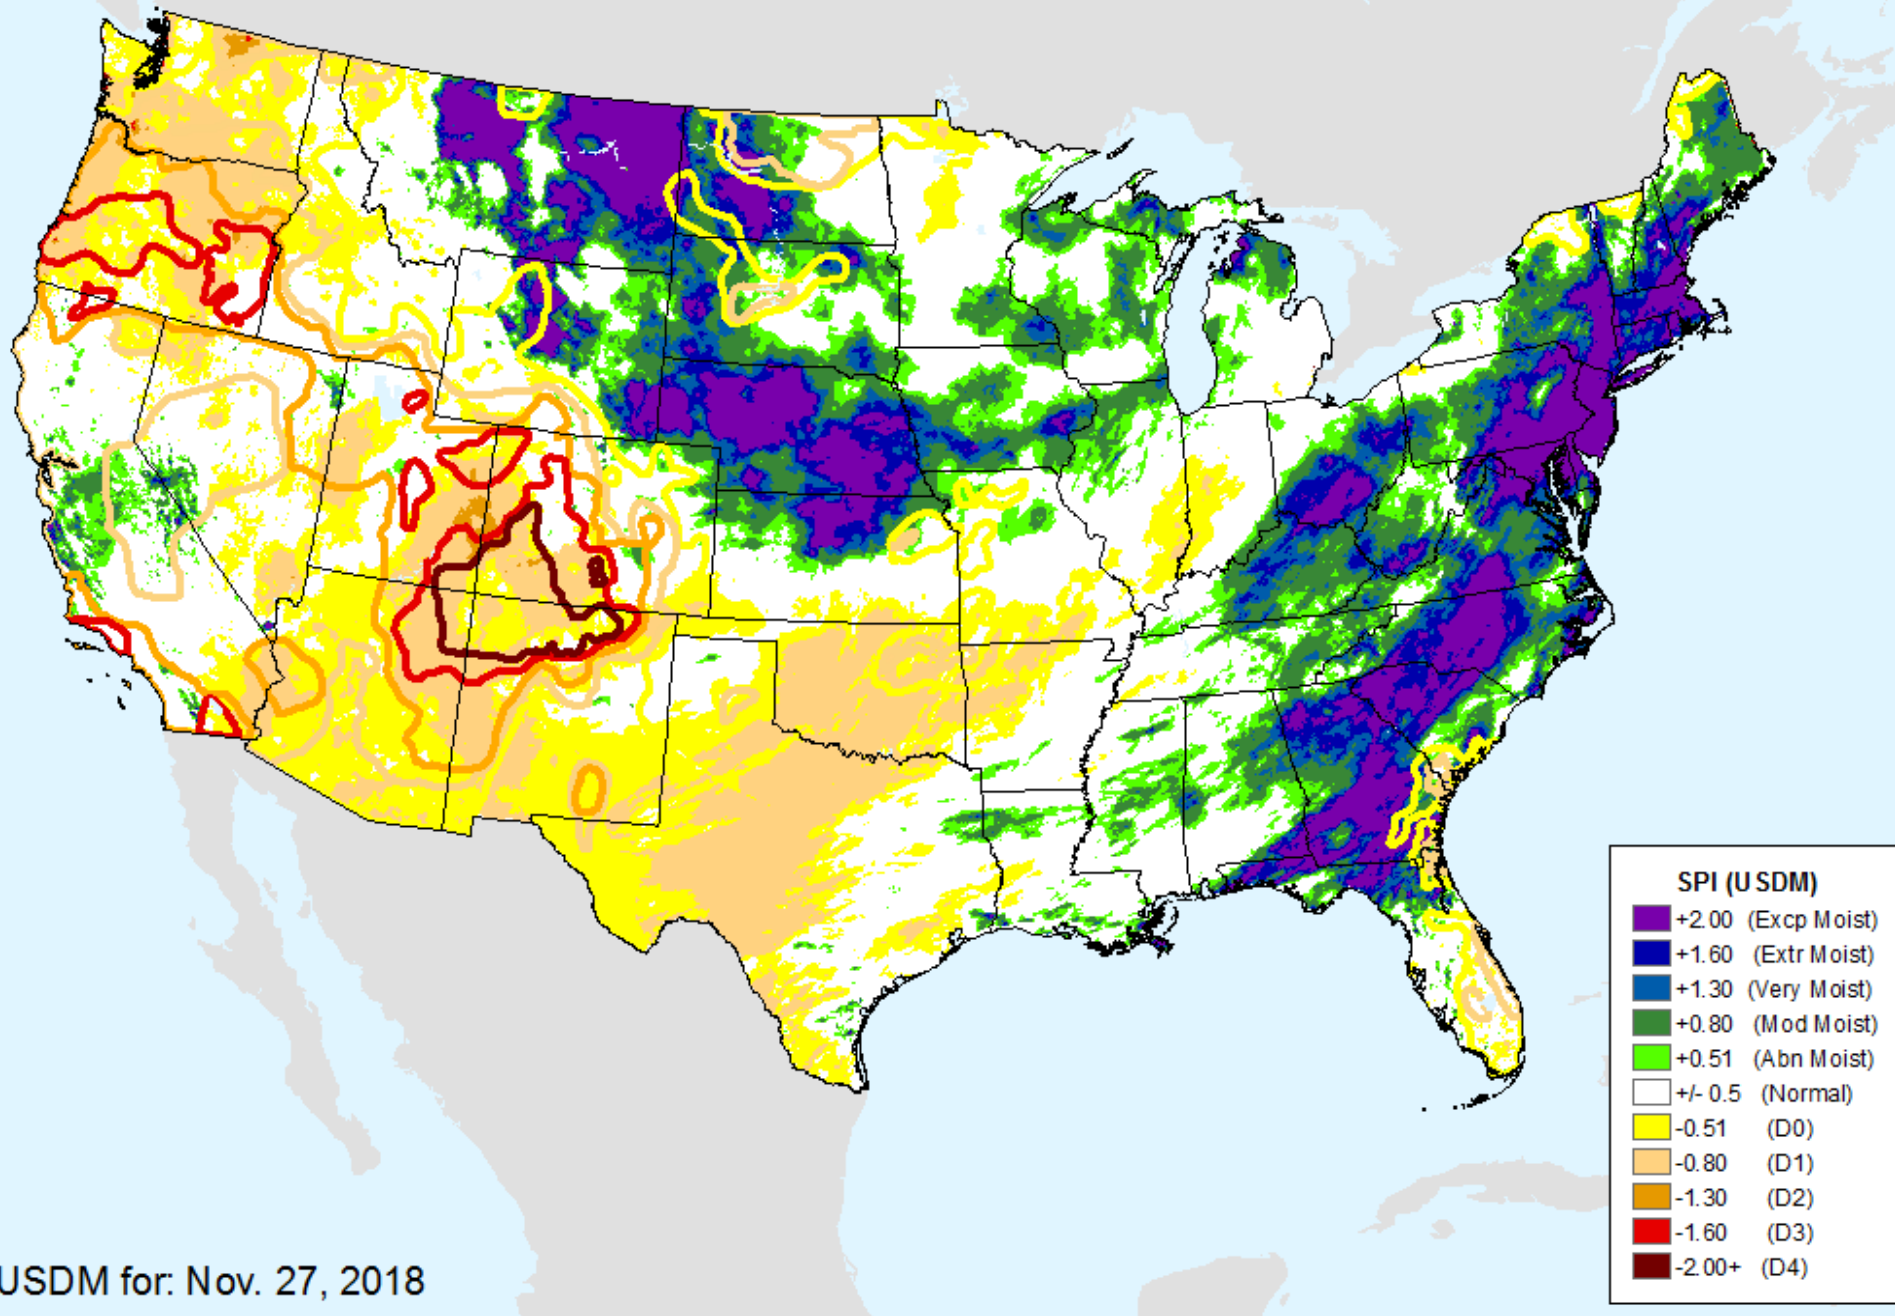 SPI (USDM)
+2.00 (Excp Moist)
+1.60 (Extr Moist)
+1.30 (Very Moist)
+0.80 (Mod Moist)
+0.51 (Abn Moist)
+/- 0.5 (Normal)
-0.51 (D0)
-0.80 (D1)
-1.30 (D2)
-1.60 (D3)
-2.00+ (D4)
USDM for: Nov. 27, 2018